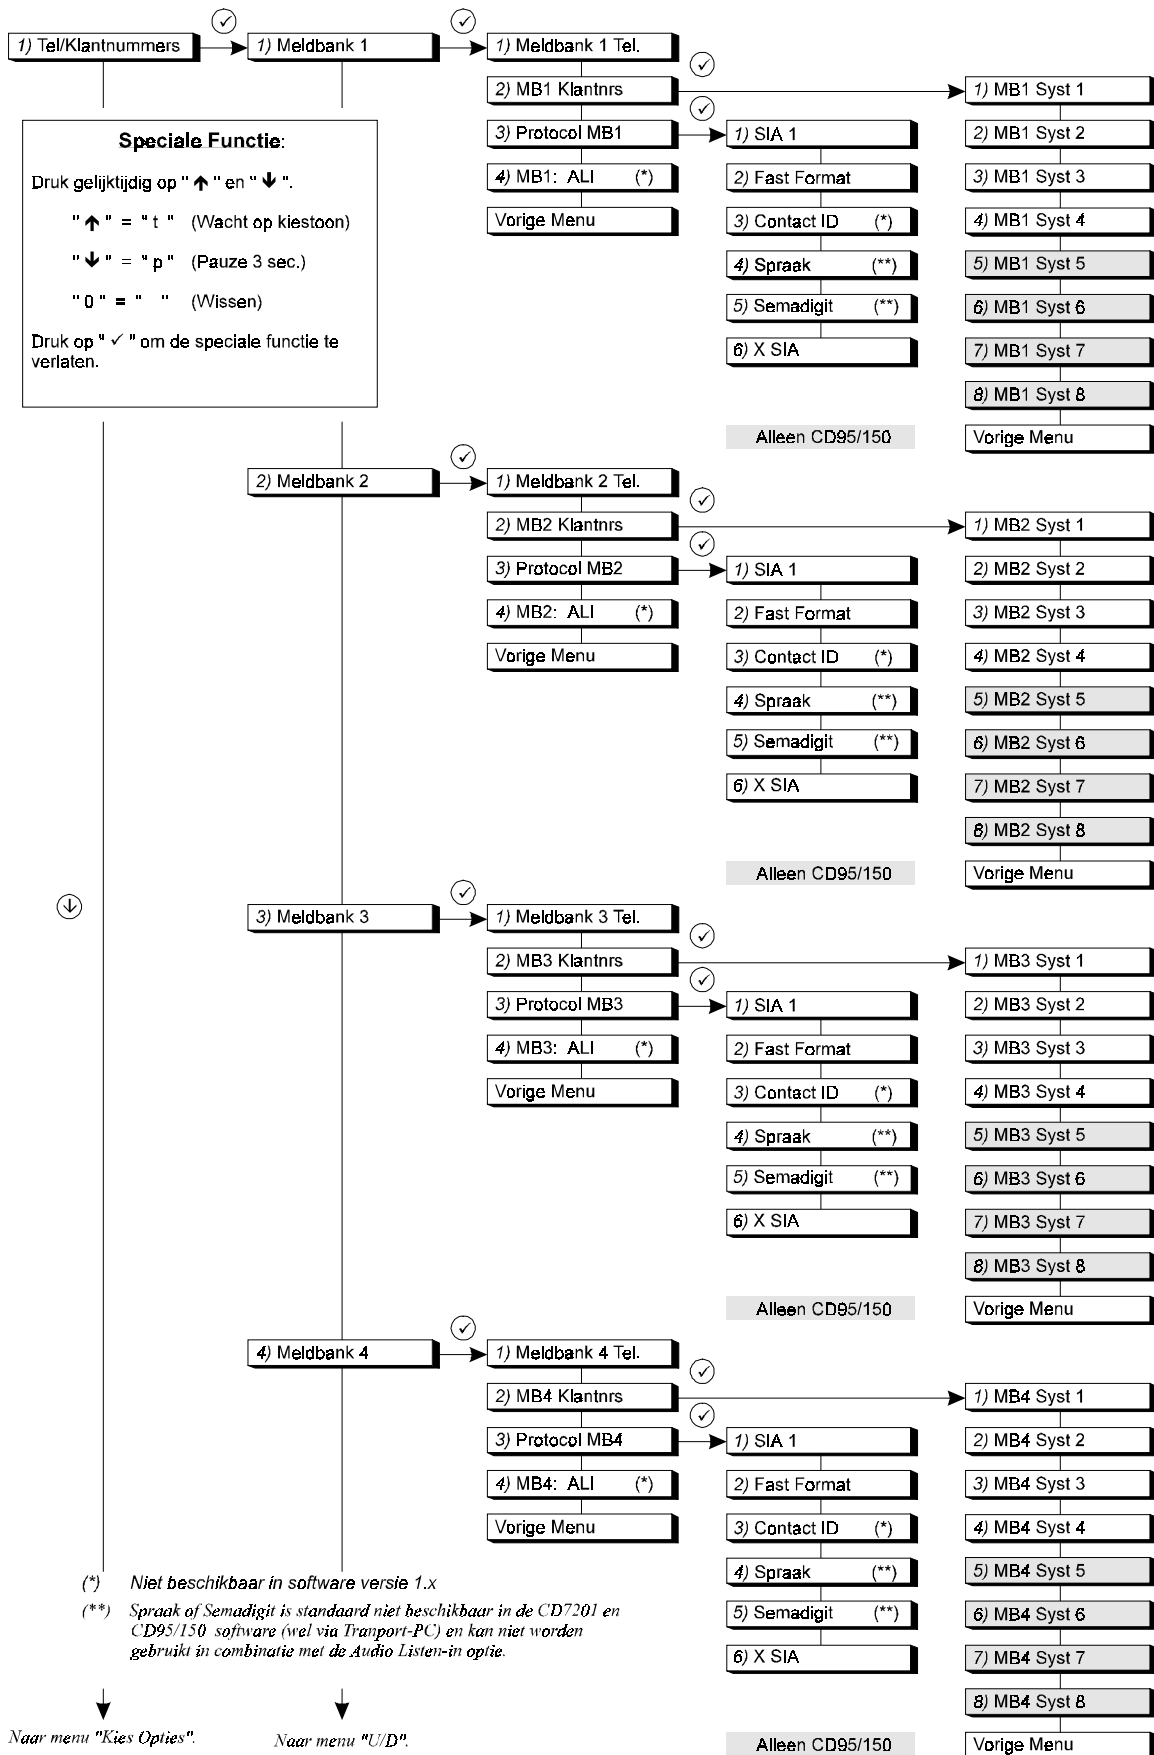 1) Tel/Klantnummers
1) Meldbank 1
1) Meldbank 1 Tel.
2) MB1 Klantnrs
3) Protocol MB1
4) MB1: ALI (*)
Vorige Menu
1) SIA 1
2) Fast Format
3) Contact ID (*)
4) Spraak (**)
5) Semadigit (**)
6) X SIA
Alleen CD95/150
1) MB1 Syst 1
2) MB1 Syst 2
3) MB1 Syst 3
4) MB1 Syst 4
5) MB1 Syst 5
6) MB1 Syst 6
7) MB1 Syst 7
8) MB1 Syst 8
Vorige Menu
Speciale Functie:
Druk gelijktijdig op " ↑ " en " ↓ ".
" ↑ " = " t " (Wacht op kiestoon)
" ↓ " = " p " (Pauze 3 sec.)
" 0 " = "   " (Wissen)
Druk op " ✓ " om de speciale functie te
verlaten.
2) Meldbank 2
1) Meldbank 2 Tel.
2) MB2 Klantnrs
3) Protocol MB2
4) MB2: ALI (*)
Vorige Menu
1) SIA 1
2) Fast Format
3) Contact ID (*)
4) Spraak (**)
5) Semadigit (**)
6) X SIA
Alleen CD95/150
1) MB2 Syst 1
2) MB2 Syst 2
3) MB2 Syst 3
4) MB2 Syst 4
5) MB2 Syst 5
6) MB2 Syst 6
7) MB2 Syst 7
8) MB2 Syst 8
Vorige Menu
3) Meldbank 3
1) Meldbank 3 Tel.
2) MB3 Klantnrs
3) Protocol MB3
4) MB3: ALI (*)
Vorige Menu
1) SIA 1
2) Fast Format
3) Contact ID (*)
4) Spraak (**)
5) Semadigit (**)
6) X SIA
Alleen CD95/150
1) MB3 Syst 1
2) MB3 Syst 2
3) MB3 Syst 3
4) MB3 Syst 4
5) MB3 Syst 5
6) MB3 Syst 6
7) MB3 Syst 7
8) MB3 Syst 8
Vorige Menu
4) Meldbank 4
1) Meldbank 4 Tel.
2) MB4 Klantnrs
3) Protocol MB4
4) MB4: ALI (*)
Vorige Menu
1) SIA 1
2) Fast Format
3) Contact ID (*)
4) Spraak (**)
5) Semadigit (**)
6) X SIA
Alleen CD95/150
1) MB4 Syst 1
2) MB4 Syst 2
3) MB4 Syst 3
4) MB4 Syst 4
5) MB4 Syst 5
6) MB4 Syst 6
7) MB4 Syst 7
8) MB4 Syst 8
Vorige Menu
(*) Niet beschikbaar in software versie 1.x
(**) Spraak of Semadigit is standaard niet beschikbaar in de CD7201 en
CD95/150 software (wel via Tranport-PC) en kan niet worden
gebruikt in combinatie met de Audio Listen-in optie.
Naar menu "Kies Opties".
Naar menu "U/D".